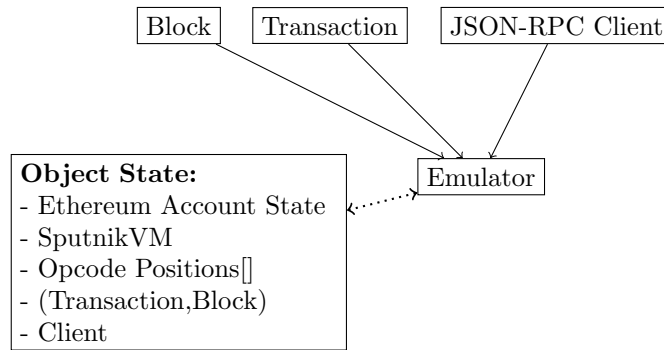 Block
Transaction
JSON-RPC Client
Emulator
Object State:
- Ethereum Account State
- SputnikVM
- Opcode Positions[]
- (Transaction,Block)
- Client